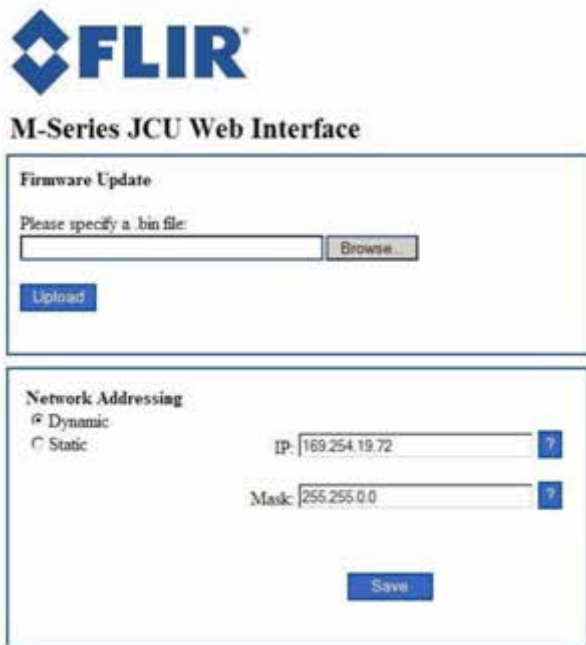 FLIR
M-Series JCU Web Interface
Firmware Update
Please specify a .bin file:
Browse...
Upload
Network Addressing
Dynamic
Static
IP: 169.254.19.72 ?
Mask: 255.255.0.0 ?
Save